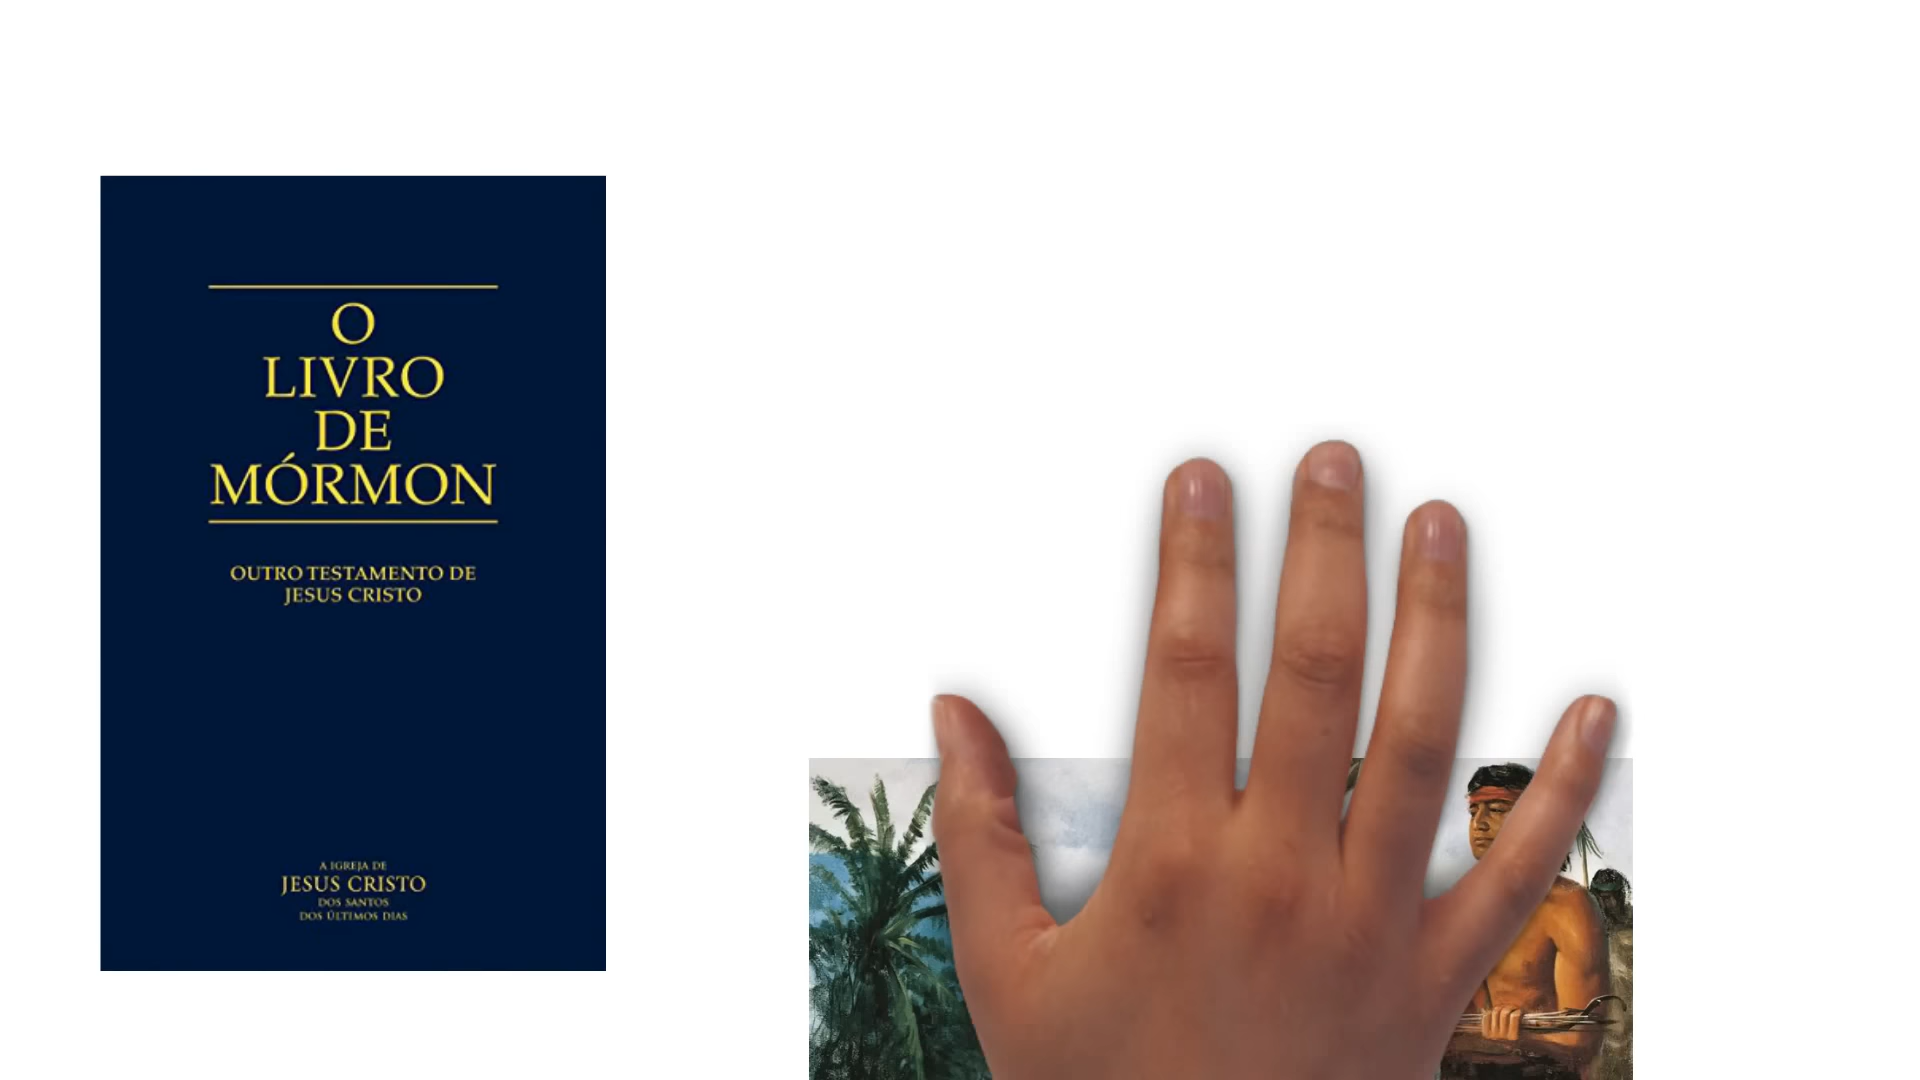 O
LIVRO
DE
MÓRMON
OUTRO TESTAMENTO DE
JESUS CRISTO
A IGREJA DE
JESUS CRISTO
DOS SANTOS
DOS ÚLTIMOS DIAS